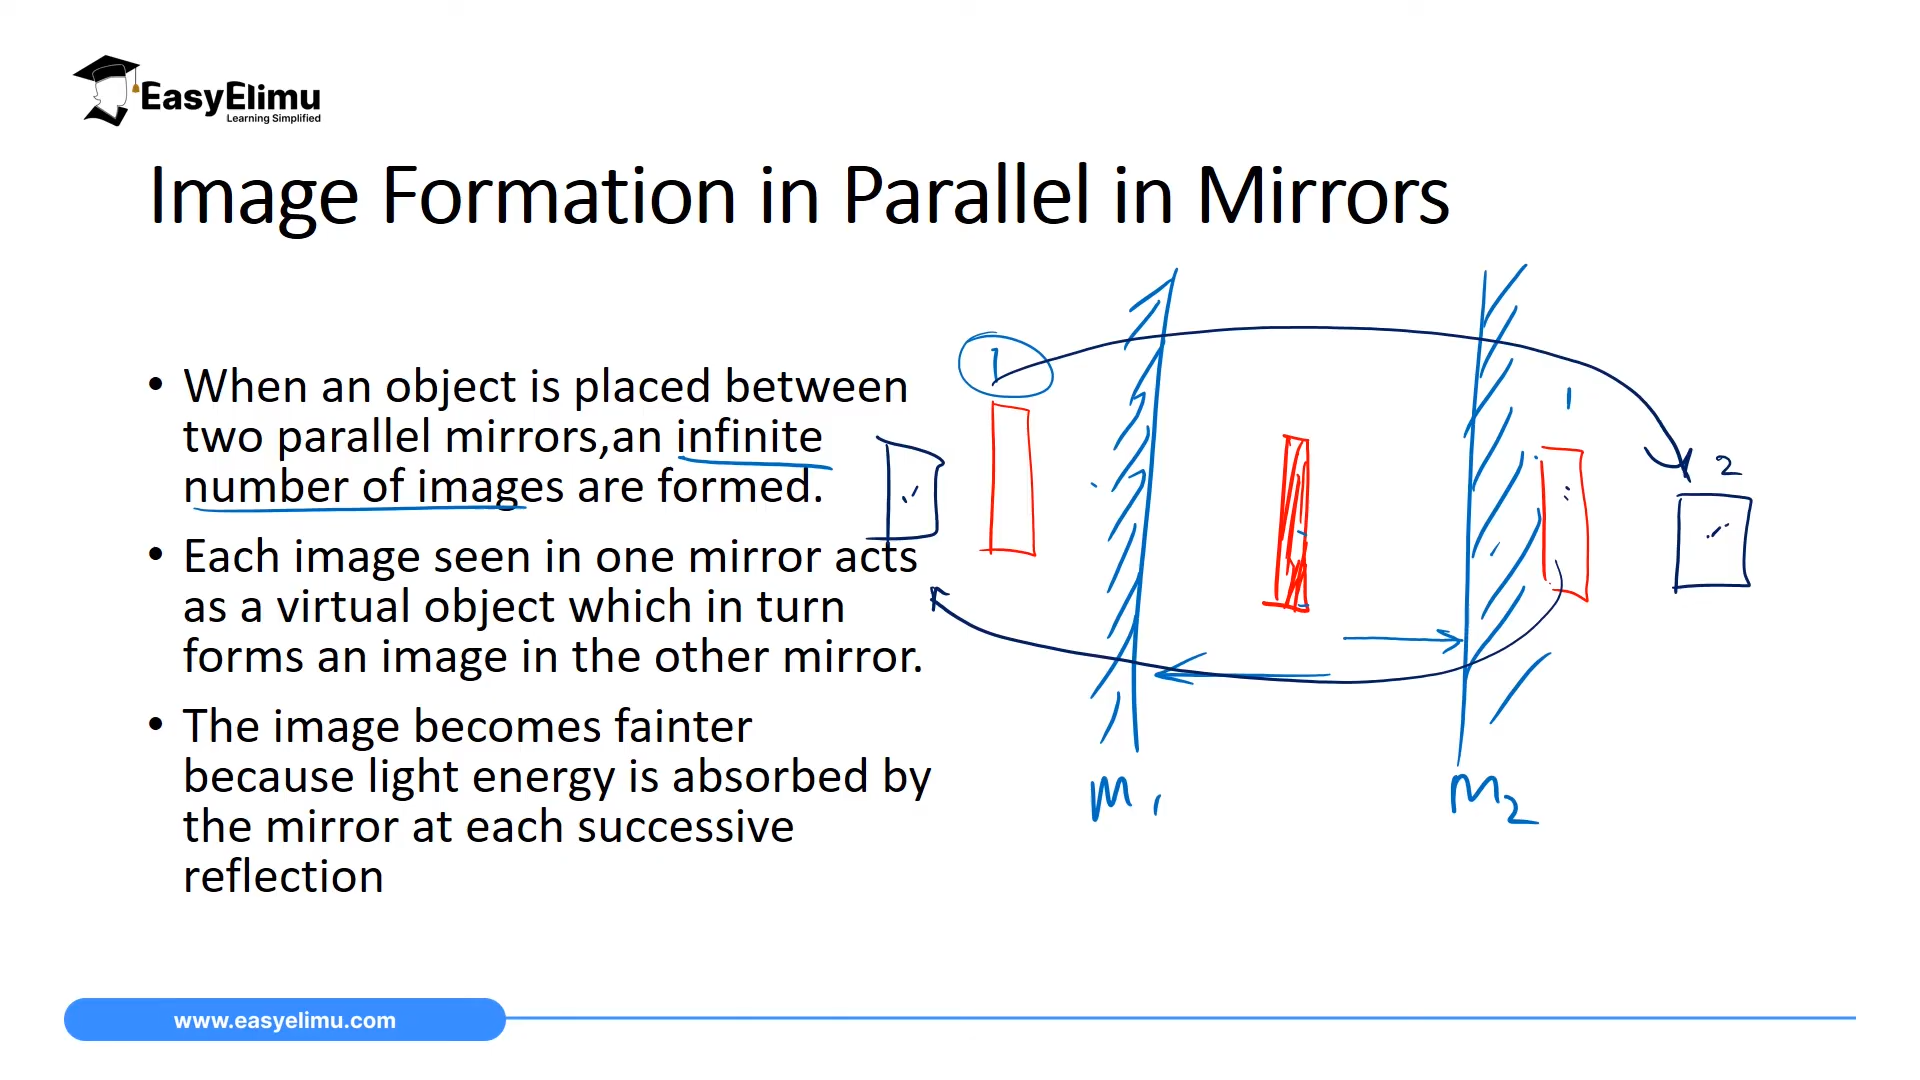 EasyElimu
Learning Simplified
Image Formation in Parallel in Mirrors
• When an object is placed between
two parallel mirrors,an infinite
number of images are formed.
• Each image seen in one mirror acts
as a virtual object which in turn
forms an image in the other mirror.
• The image becomes fainter
because light energy is absorbed by
the mirror at each successive
reflection
1
1
2
M1
M2
www.easyelimu.com